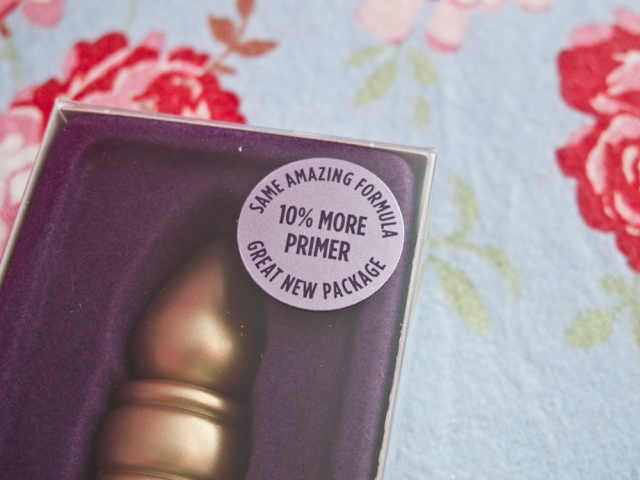 SAME AMAZING FORMULA
10% MORE
PRIMER
GREAT NEW PACKAGE